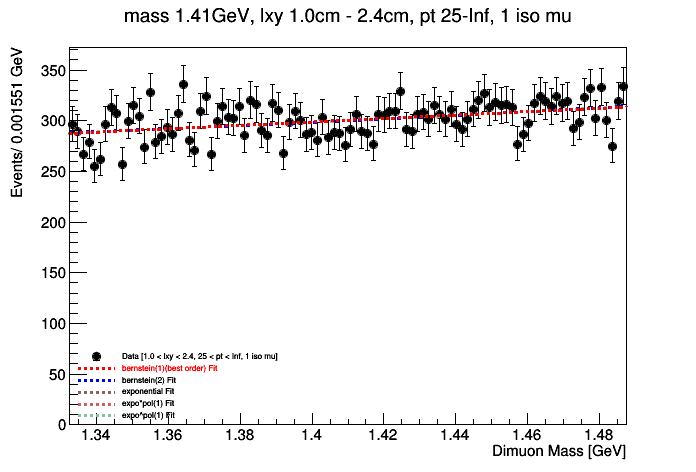 mass 1.41GeV, lxy 1.0cm - 2.4cm, pt 25-Inf, 1 iso mu
Events/ 0.001551 GeV
350
300
250
200
150
100
50
0
Data [1.0 < lxy < 2.4, 25 < pt < Inf, 1 iso mu]
bernstein(1)(best order) Fit
bernstein(2) Fit
exponential Fit
expo*pol(1) Fit
expo^pol(1) Fit
1.34 1.36 1.38 1.4 1.42 1.44 1.46 1.48
Dimuon Mass [GeV]